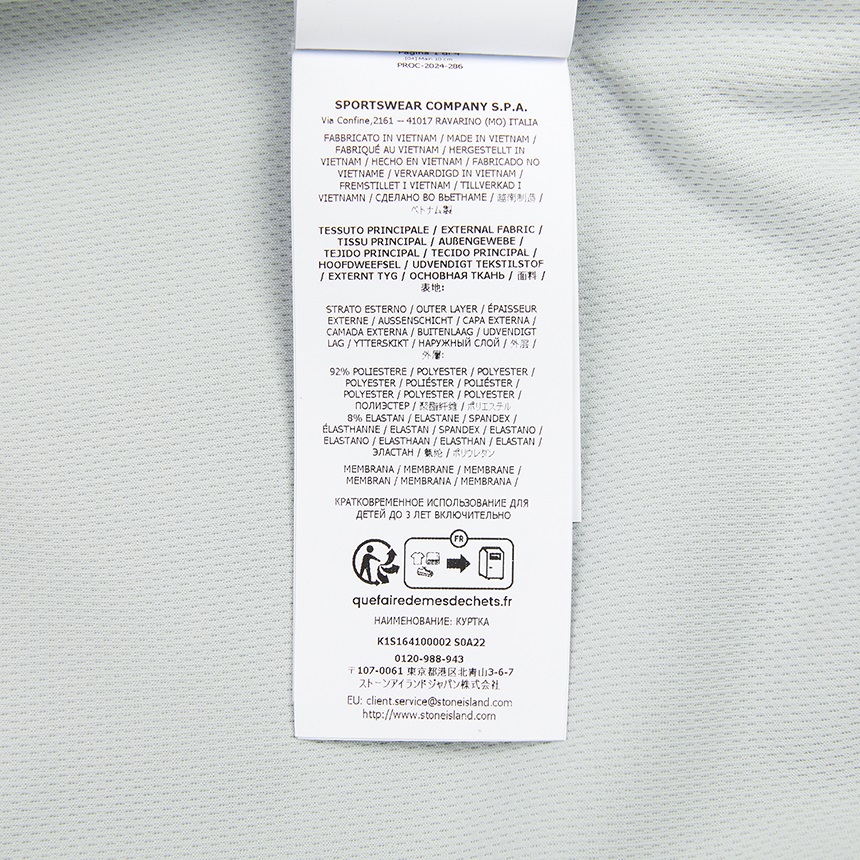 Pagina 1 di 4
PROC-2024-286
SPORTSWEAR COMPANY S.P.A.
Via Confine,2161 -- 41017 RAVARINO (MO) ITALIA
FABBRICATO IN VIETNAM / MADE IN VIETNAM /
FABRIQUÉ AU VIETNAM / HERGESTELLT IN
VIETNAM / HECHO EN VIETNAM / FABRICADO NO
VIETNAME / VERVAARDIGD IN VIETNAM /
FREMSTILLET I VIETNAM / TILLVERKAD I
VIETNAMN / СДЕЛАНО ВО ВЬЕТНАМЕ / 越南制造 /
ベトナム製
TESSUTO PRINCIPALE / EXTERNAL FABRIC /
TISSU PRINCIPAL / AUßENGEWEBE /
TEJIDO PRINCIPAL / TECIDO PRINCIPAL /
HOOFDWEEFSEL / UDVENDIGT TEKSTILSTOF
/ EXTERNT TYG / ОСНОВНАЯ ТКАНЬ / 面料 /
表地:
STRATO ESTERNO / OUTER LAYER / ÉPAISSEUR
EXTERNE / AUSSENSCHICHT / CAPA EXTERNA /
CAMADA EXTERNA / BUITENLAAG / UDVENDIGT
LAG / YTTERSKIKT / НАРУЖНЫЙ СЛОЙ / 外层 /
外層:
92% POLIESTERE / POLYESTER / POLYESTER /
POLYESTER / POLIÉSTER / POLIÉSTER /
POLYESTER / POLYESTER / POLYESTER /
ПОЛИЭСТЕР / 聚酯纤维 / ポリエステル
8% ELASTAN / ELASTANE / SPANDEX /
ÉLASTHANNE / ELASTAN / SPANDEX / ELASTANO /
ELASTANO / ELASTHAAN / ELASTHAN / ELASTAN /
ЭЛАСТАН / 氨纶 / ポリウレタン
MEMBRANA / MEMBRANE / MEMBRANE /
MEMBRAN / MEMBRANA / MEMBRANA /
КРАТКОВРЕМЕННОЕ ИСПОЛЬЗОВАНИЕ ДЛЯ
ДЕТЕЙ ДО 3 ЛЕТ ВКЛЮЧИТЕЛЬНО
FR
quefairedemesdechets.fr
НАИМЕНОВАНИЕ: КУРТКА
K1S164100002 S0A22
0120-988-943
〒107-0061 東京都港区北青山3-6-7
ストーンアイランドジャパン株式会社
EU: client.service@stoneisland.com
http://www.stoneisland.com